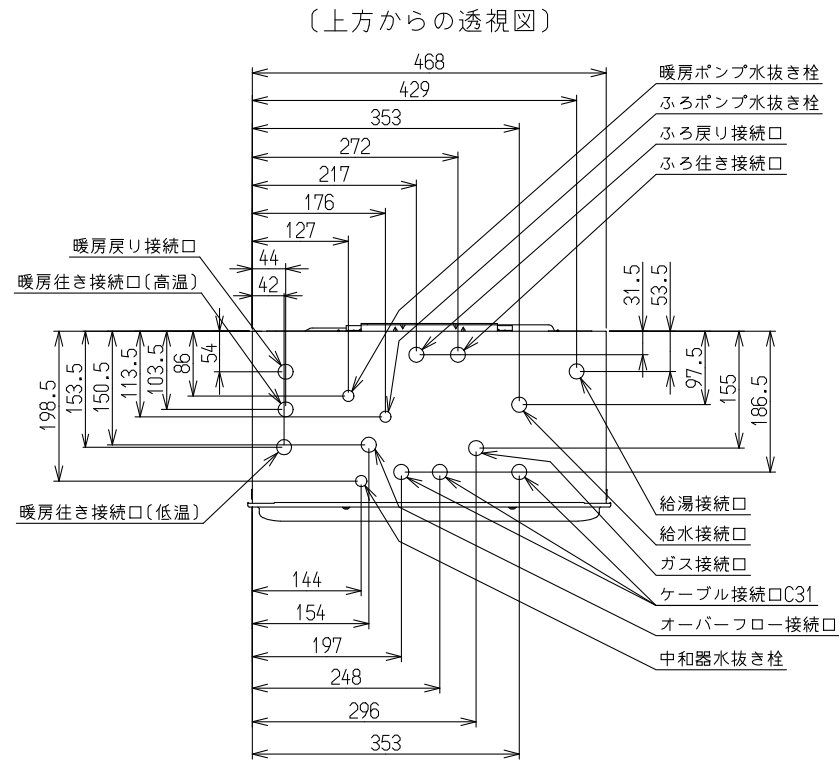 〔上方からの透視図〕
468
429
353
272
217
176
127
44
42
暖房ポンプ水抜き栓
ふろポンプ水抜き栓
ふろ戻り接続口
ふろ往き接続口
暖房戻り接続口
暖房往き接続口〔高温〕
31.5
53.5
198.5
153.5
150.5
113.5
103.5
86
54
97.5
155
186.5
暖房往き接続口〔低温〕
給湯接続口
給水接続口
ガス接続口
ケーブル接続口C31
オーバーフロー接続口
中和器水抜き栓
144
154
197
248
296
353